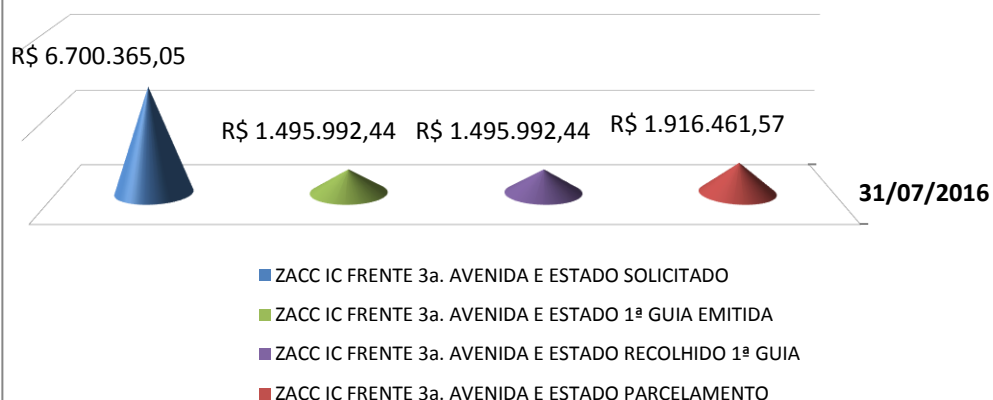 R$ 6.700.365,05
R$ 1.495.992,44 R$ 1.495.992,44 R$ 1.916.461,57
31/07/2016
ZACC IC FRENTE 3a. AVENIDA E ESTADO SOLICITADO
ZACC IC FRENTE 3a. AVENIDA E ESTADO 1ª GUIA EMITIDA
ZACC IC FRENTE 3a. AVENIDA E ESTADO RECOLHIDO 1ª GUIA
ZACC IC FRENTE 3a. AVENIDA E ESTADO PARCELAMENTO